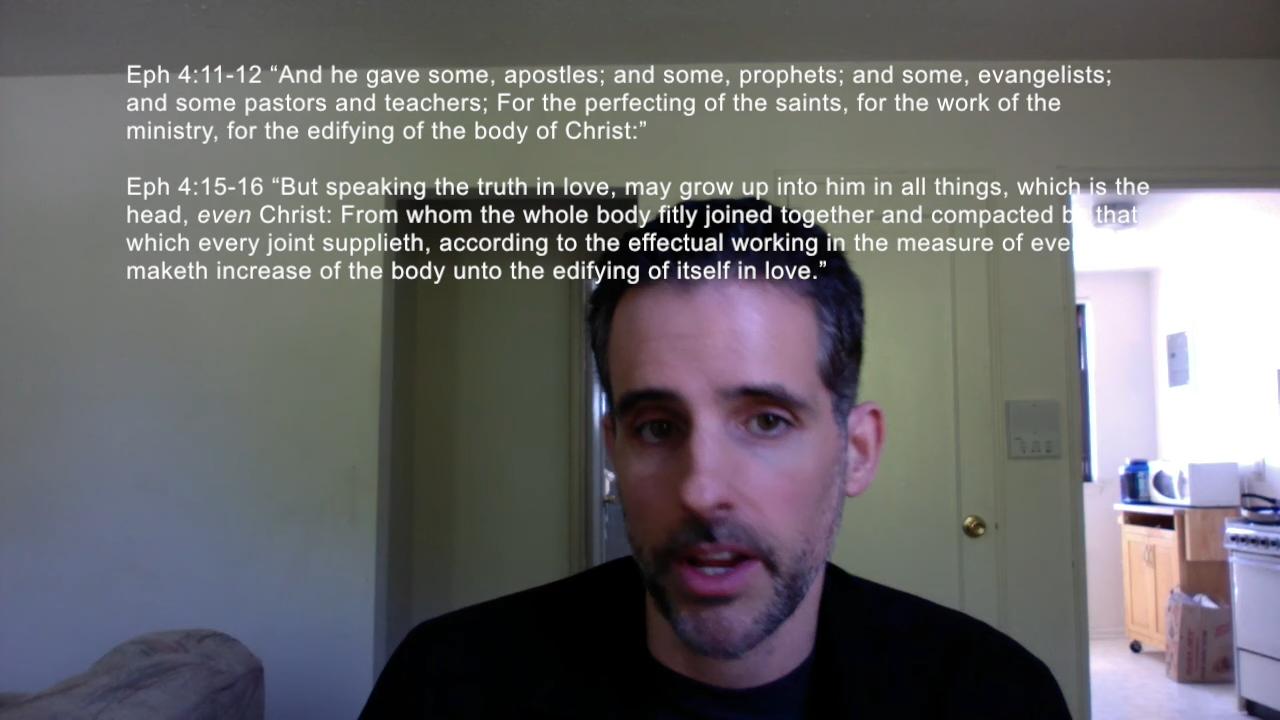 Eph 4:11-12 “And he gave some, apostles; and some, prophets; and some, evangelists;
and some pastors and teachers; For the perfecting of the saints, for the work of the
ministry, for the edifying of the body of Christ:”
Eph 4:15-16 “But speaking the truth in love, may grow up into him in all things, which is the
head, even Christ: From whom the whole body fitly joined together and compacted that
which every joint supplieth, according to the effectual working in the measure of
maketh increase of the body unto the edifying of itself in love.”